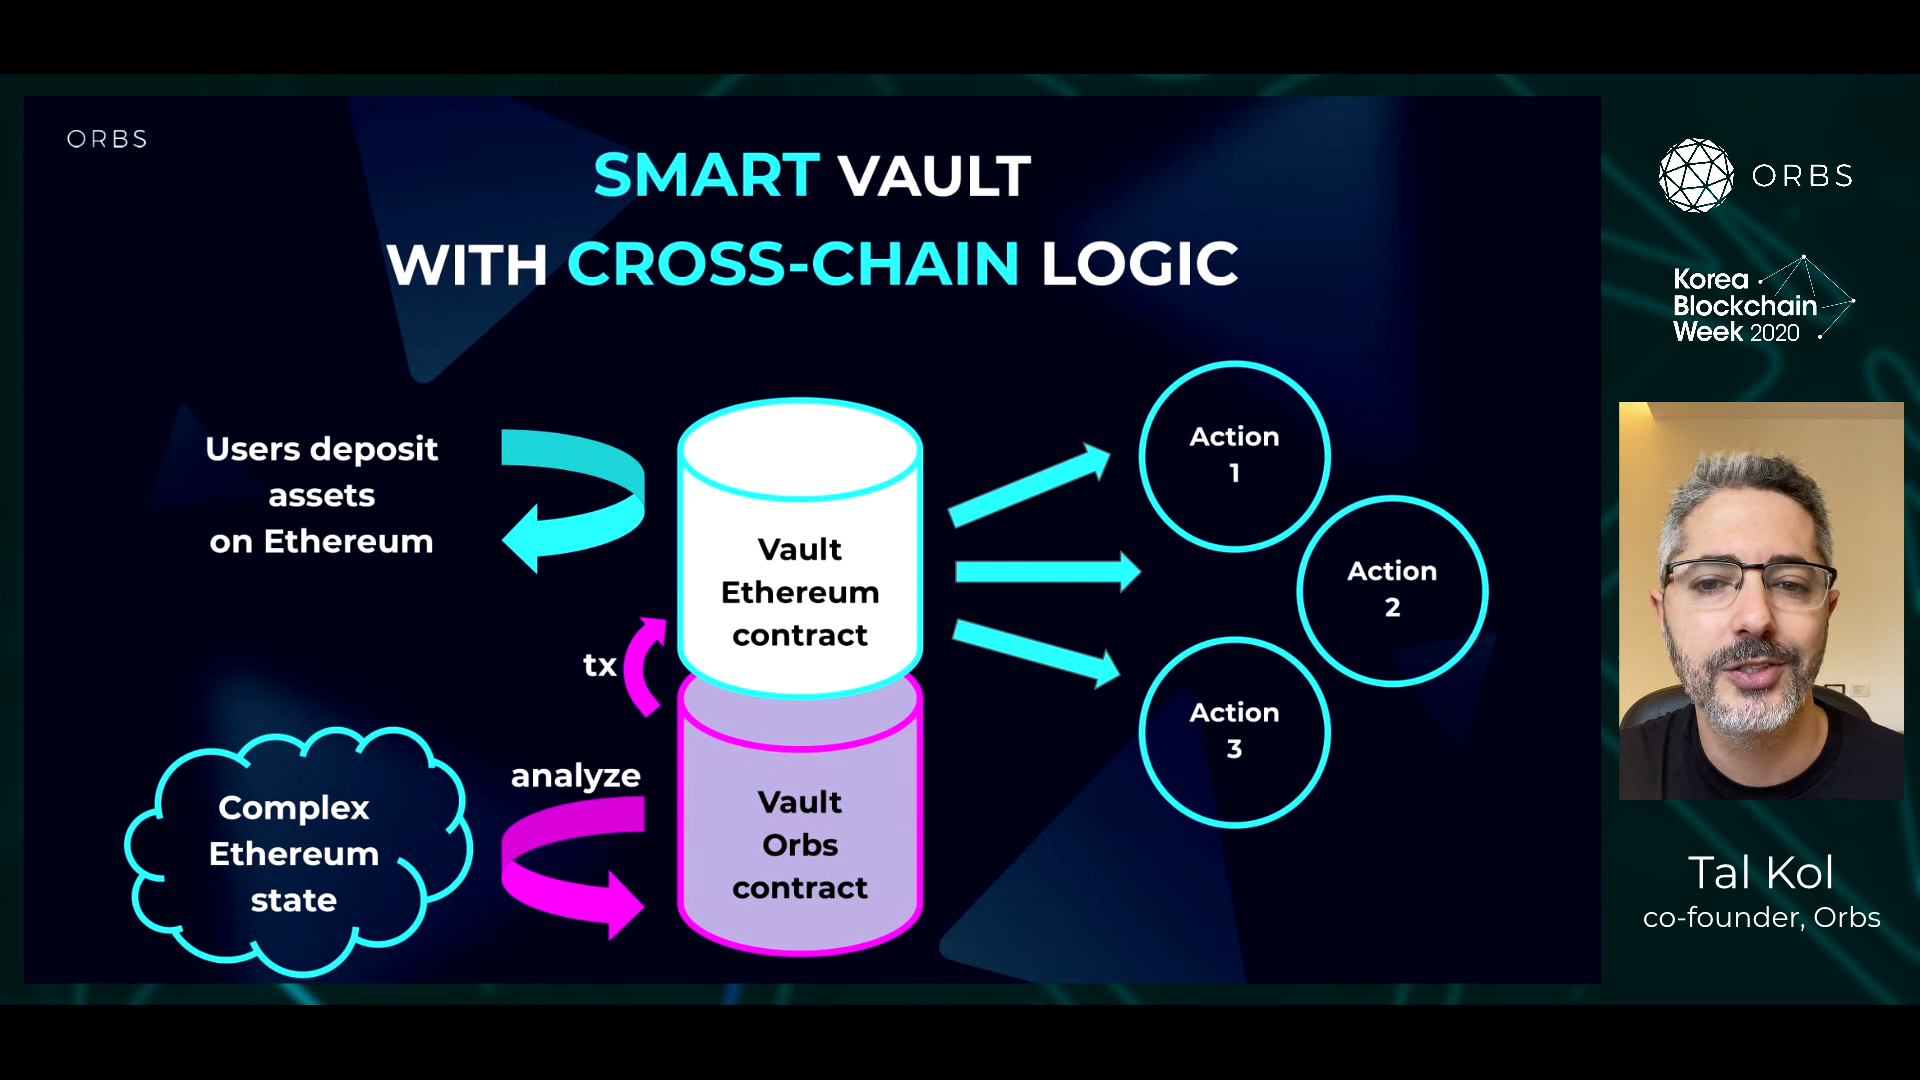 ORBS
SMART VAULT
WITH CROSS-CHAIN LOGIC
Users deposit
assets
on Ethereum
Vault
Ethereum
contract
tx
analyze
Complex
Ethereum
state
Vault
Orbs
contract
Action
1
Action
2
Action
3
ORBS
Korea
Blockchain
Week 2020
Tal Kol
co-founder, Orbs